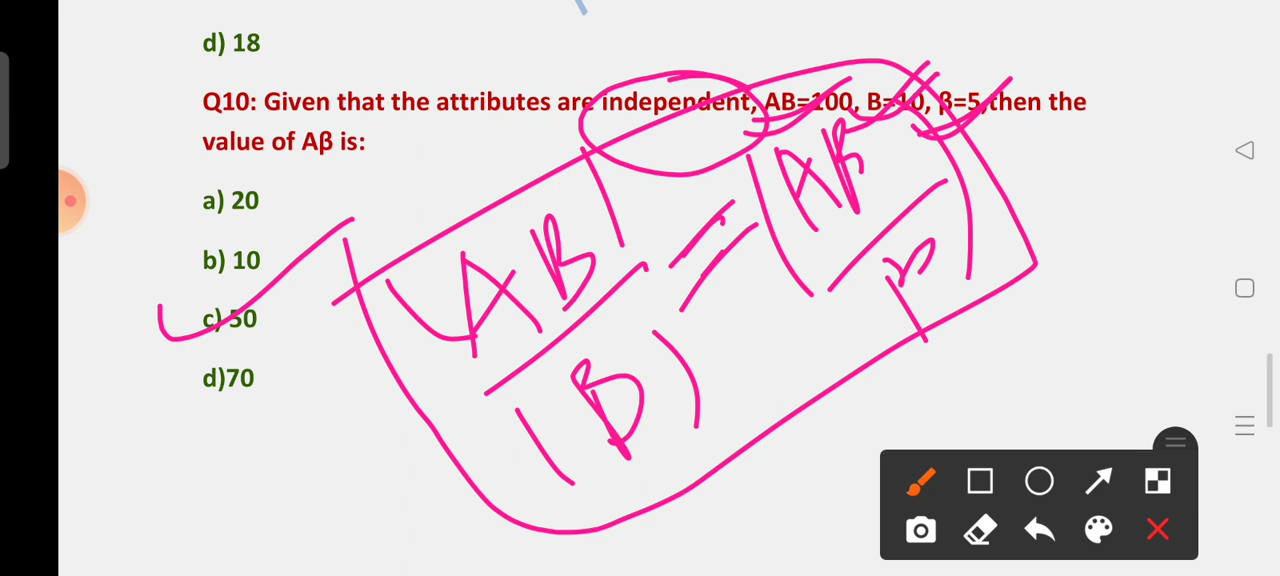 d) 18
Q10: Given that the attributes are independent, AB=100, B=10, β=5,then the
value of Aβ is:
a) 20
b) 10
c) 50
d)70
(AB) = (Aβ)
(B) β